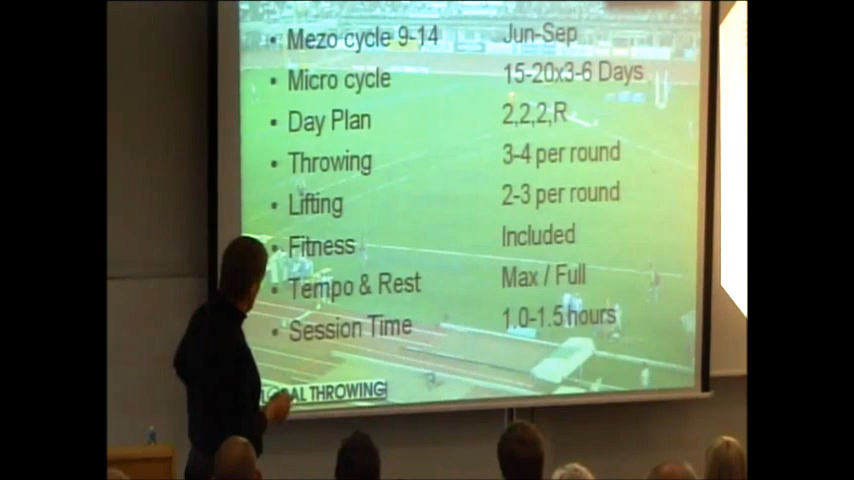 • Mezo cycle 9-14 Jun-Sep
• Micro cycle 15-20x3-6 Days
• Day Plan 2,2,2,R
• Throwing 3-4 per round
• Lifting 2-3 per round
• Fitness Included
• Tempo & Rest Max / Full
• Session Time 1.0-1.5 hours
GLOBAL THROWING